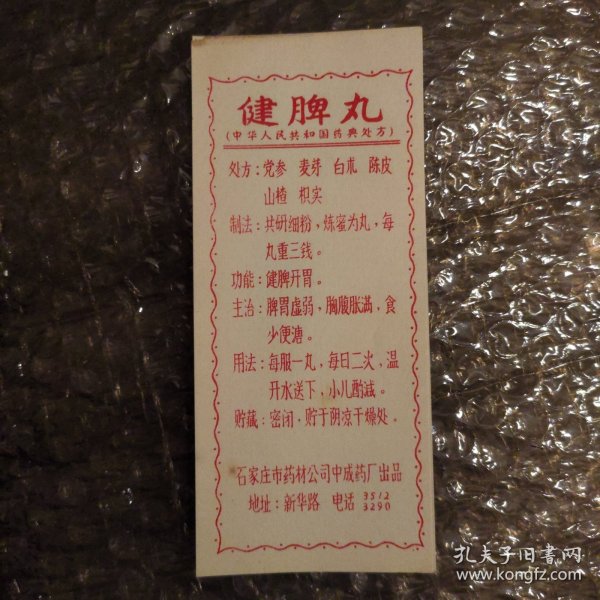 健脾丸
(中华人民共和国药典处方)
处方:党参 麦芽 白朮 陈皮
山楂 枳实
制法:共研细粉,炼蜜为丸,每
丸重三钱。
功能:健脾开胃。
主治:脾胃虚弱,胸腹胀满,食
少便溏。
用法:每服一丸,每日二次,温
开水送下,小儿酌减。
贮藏:密闭,贮于阴凉干燥处。
石家庄市药材公司中成药厂出品
地址:新华路 电话 3512
3290
孔夫子旧书网
www.kongfz.com